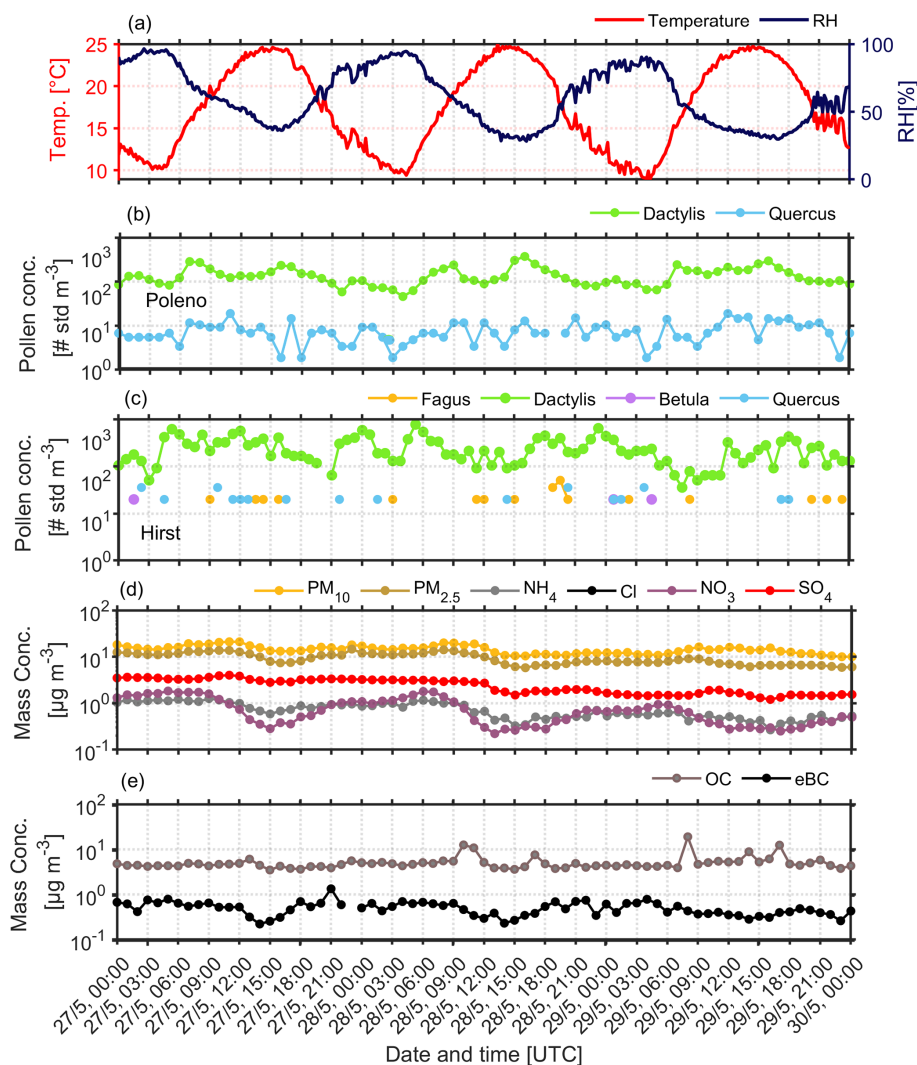 (a)
Temperature RH
25
20
15
10
Temp. [°C]
100
50
0
RH[%]
(b)
Dactylis Quercus
10³
10²
10¹
10⁰
Pollen conc.
[# std m⁻³]
Poleno
(c)
Fagus Dactylis Betula Quercus
10³
10²
10¹
10⁰
Pollen conc.
[# std m⁻³]
Hirst
(d)
PM₁₀ PM₂.₅ NH₄ Cl NO₃ SO₄
10²
10¹
10⁰
10⁻¹
Mass Conc.
[µg m⁻³]
(e)
OC eBC
10²
10¹
10⁰
10⁻¹
Mass Conc.
[µg m⁻³]
27/5, 00:00
27/5, 03:00
27/5, 06:00
27/5, 09:00
27/5, 12:00
27/5, 15:00
27/5, 18:00
27/5, 21:00
28/5, 00:00
28/5, 03:00
28/5, 06:00
28/5, 09:00
28/5, 12:00
28/5, 15:00
28/5, 18:00
28/5, 21:00
29/5, 00:00
29/5, 03:00
29/5, 06:00
29/5, 09:00
29/5, 12:00
29/5, 15:00
29/5, 18:00
29/5, 21:00
30/5, 00:00
Date and time [UTC]